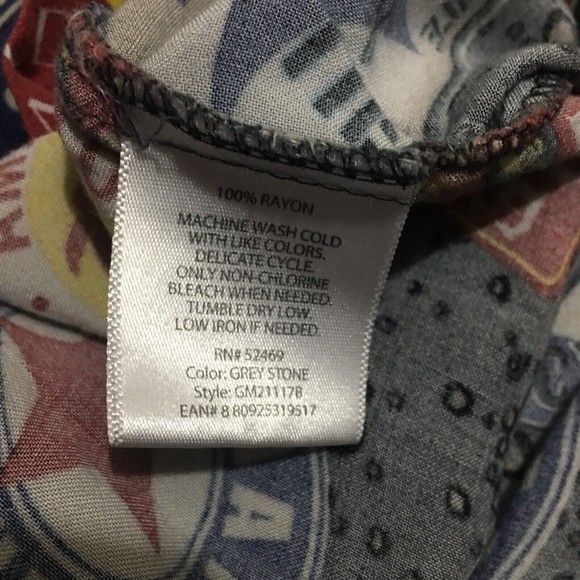 100% RAYON
MACHINE WASH COLD
WITH LIKE COLORS.
DELICATE CYCLE.
ONLY NON-CHLORINE
BLEACH WHEN NEEDED.
TUMBLE DRY LOW.
LOW IRON IF NEEDED.
RN# 52469
Color: GREY STONE
Style: GM211178
EAN# 8 80925319517